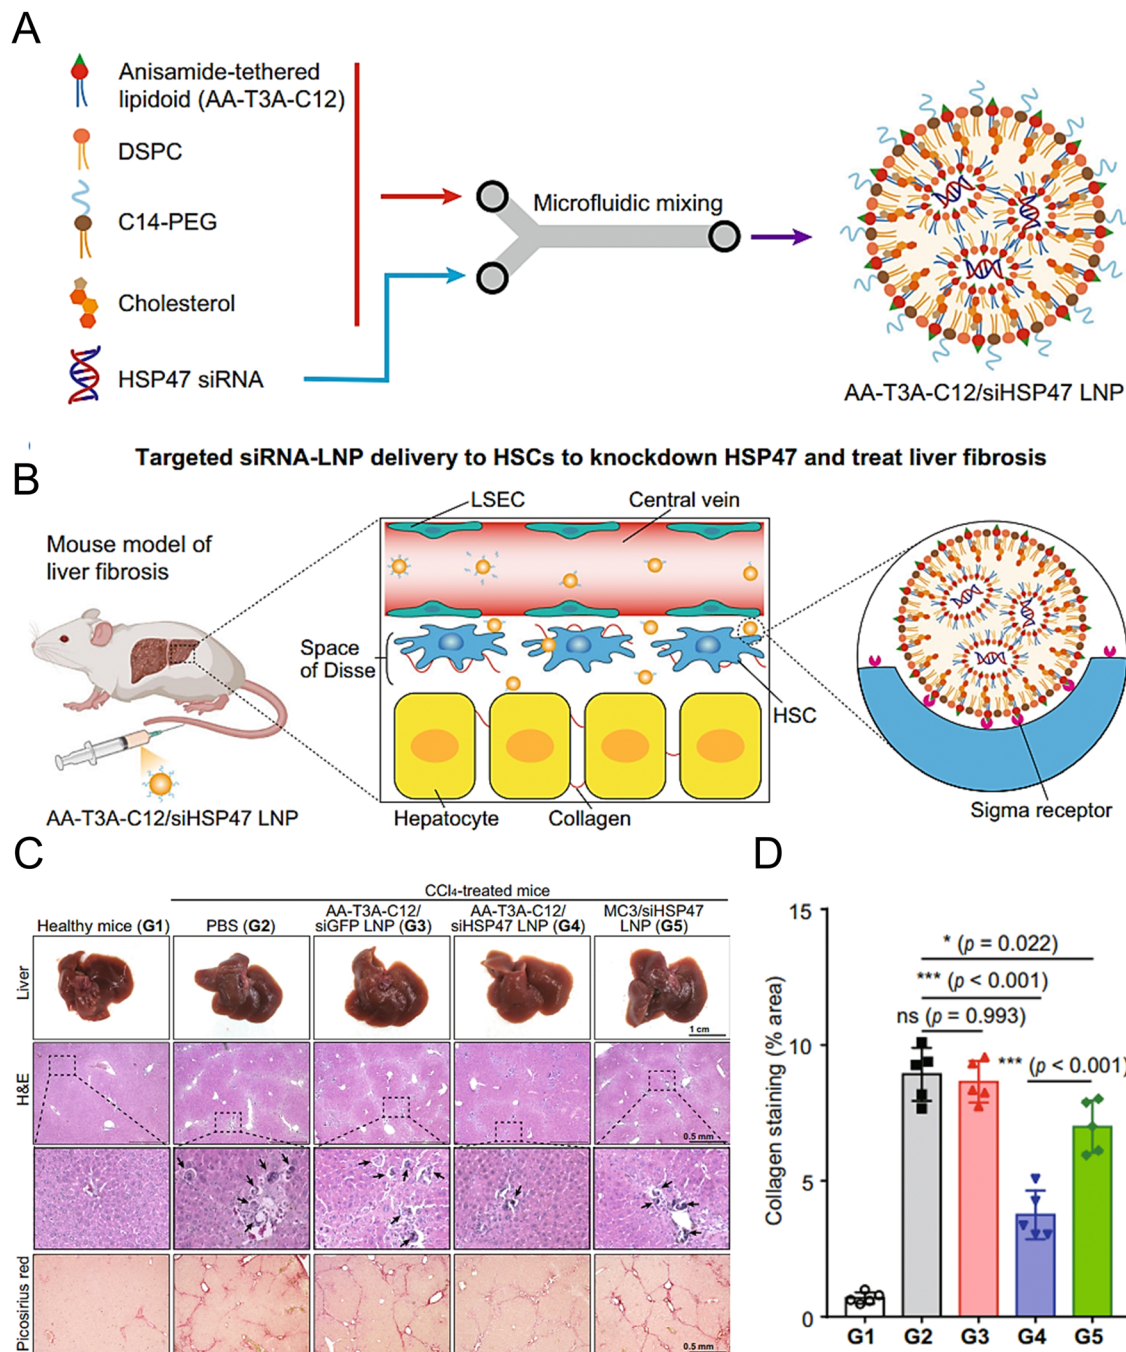 A
Anisamide-tethered
lipidoid (AA-T3A-C12)
DSPC
C14-PEG
Cholesterol
HSP47 siRNA
Microfluidic mixing
AA-T3A-C12/siHSP47 LNP
Targeted siRNA-LNP delivery to HSCs to knockdown HSP47 and treat liver fibrosis
B
Mouse model of
liver fibrosis
AA-T3A-C12/siHSP47 LNP
LSEC
Central vein
Space
of Disse
HSC
Hepatocyte
Collagen
Sigma receptor
C
CCl4-treated mice
Healthy mice (G1)
PBS (G2)
AA-T3A-C12/
siGFP LNP (G3)
AA-T3A-C12/
siHSP47 LNP (G4)
MC3/siHSP47
LNP (G5)
Liver
1 cm
H&E
0.5 mm
Picosirius red
0.5 mm
D
Collagen staining (% area)
15
10
5
0
* (p = 0.022)
*** (p < 0.001)
ns (p = 0.993)
*** (p < 0.001)
G1
G2
G3
G4
G5